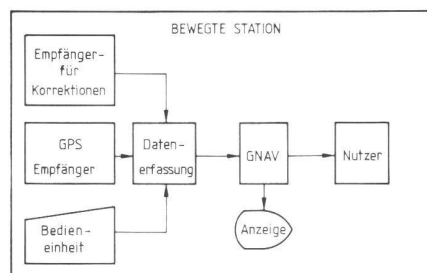 BEWEGTE STATION
Empfänger-
für
Korrektionen
GPS
Empfänger
Daten-
erfassung
GNAV
Nutzer
Anzeige
Bedien-
einheit